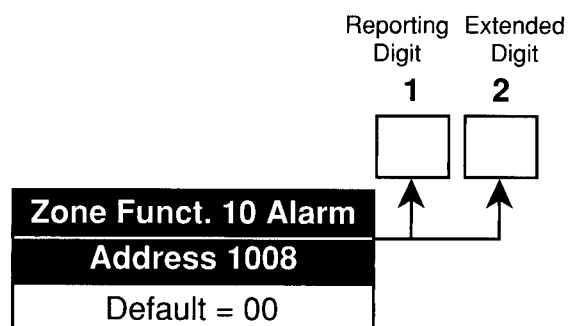 Reporting Extended
Digit Digit
1 2
Zone Funct. 10 Alarm
Address 1008
Default = 00